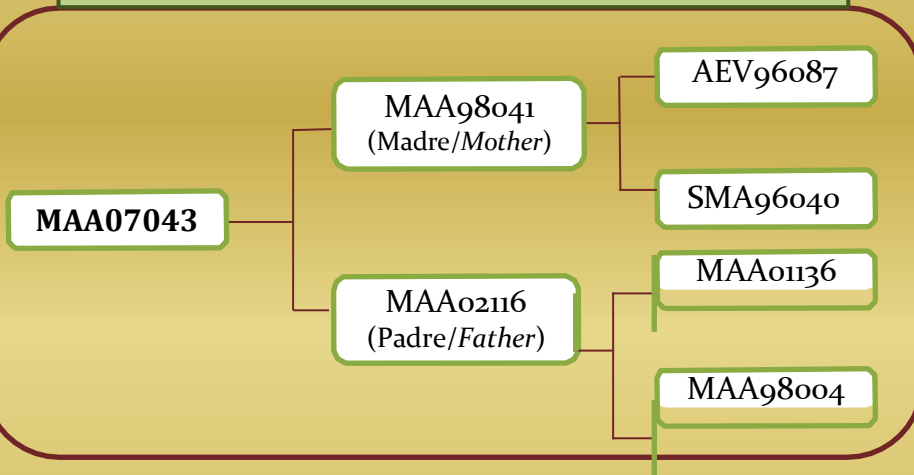 MAA07043
MAA98041
(Madre/Mother)
MAA02116
(Padre/Father)
AEV96087
SMA96040
MAA01136
MAA98004